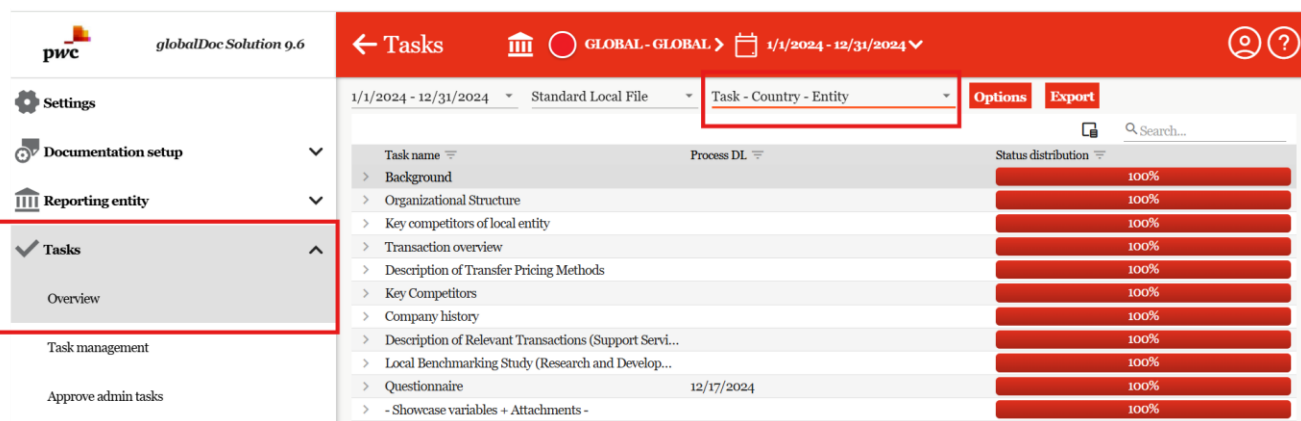 pwc
globalDoc Solution 9.6
Tasks
GLOBAL - GLOBAL
1/1/2024 - 12/31/2024
?
Settings
Documentation setup
Reporting entity
Tasks
Overview
Task management
Approve admin tasks
1/1/2024 - 12/31/2024
Standard Local File
Task - Country - Entity
Options
Export
Search...
Task name Process DL Status distribution
Background 100%
Organizational Structure 100%
Key competitors of local entity 100%
Transaction overview 100%
Description of Transfer Pricing Methods 100%
Key Competitors 100%
Company history 100%
Description of Relevant Transactions (Support Servi... 100%
Local Benchmarking Study (Research and Develop... 100%
Questionnaire 12/17/2024 100%
- Showcase variables + Attachments - 100%